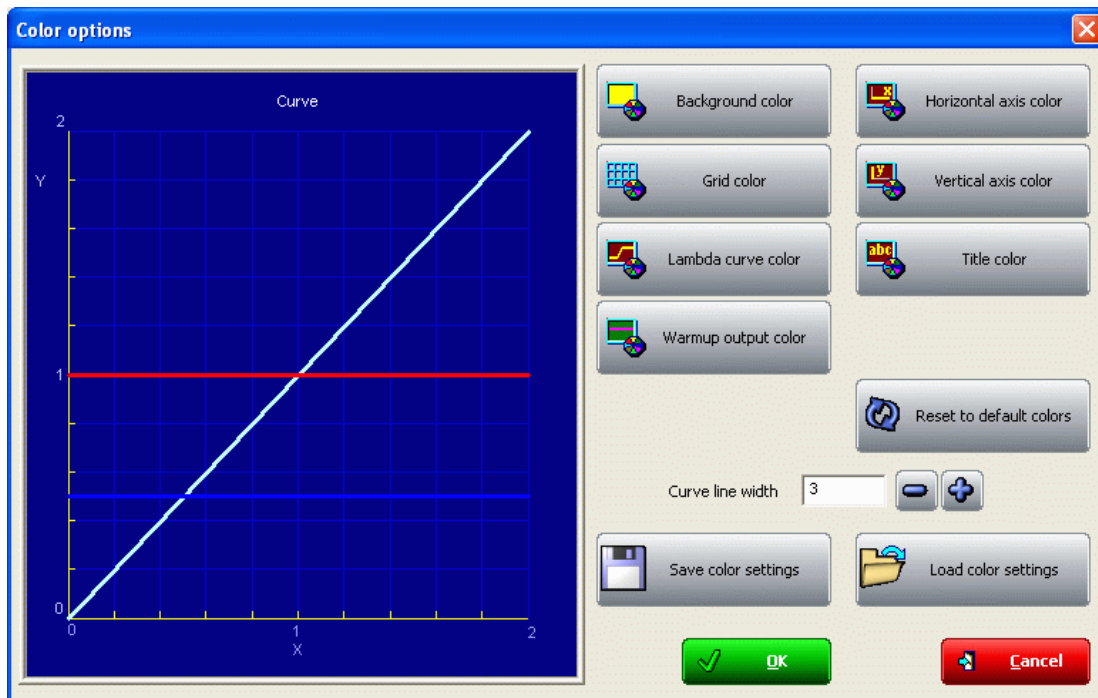 Color options
Curve
2
Y
1
0
0
1
2
X
Background color
Horizontal axis color
x
Grid color
Vertical axis color
y
Lambda curve color
Title color
abc
Warmup output color
Reset to default colors
Curve line width
3
Save color settings
Load color settings
OK
Cancel